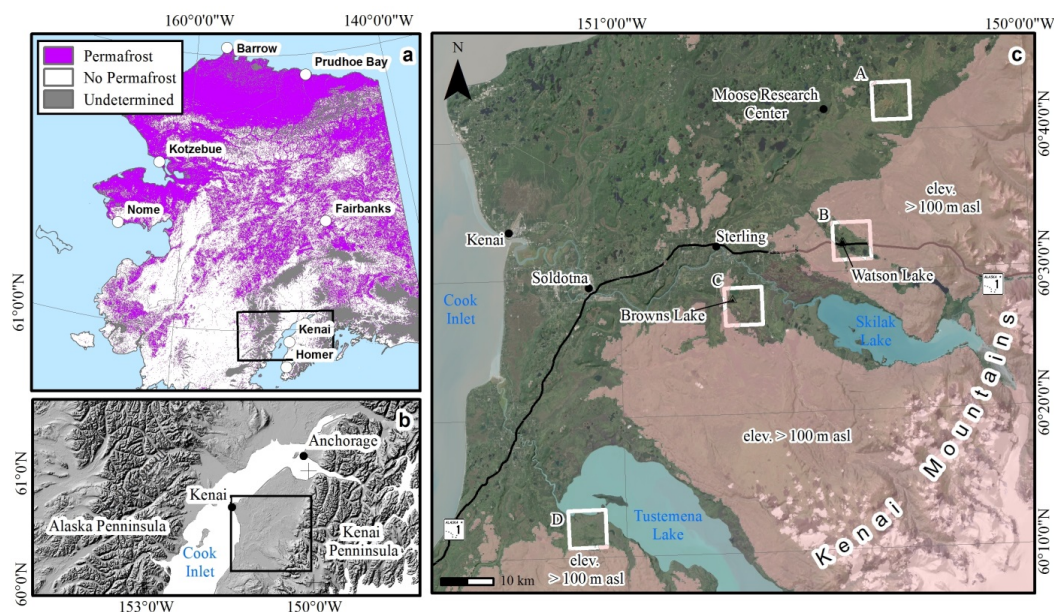 160°0'0"W
140°0'0"W
a
Permafrost
No Permafrost
Undetermined
Barrow
Prudhoe Bay
Kotzebue
Nome
Fairbanks
61°0'0"N
Kenai
Homer
b
Anchorage
61°0'N
Kenai
Alaska Penninsula
Cook
Inlet
Kenai
Penninsula
60°0'N
153°0'W
150°0'W
151°0'0"W
150°0'0"W
c
N
A
Moose Research
Center
60°40'0"N
elev.
> 100 m asl
B
Kenai
Sterling
Watson Lake
60°30'0"N
Soldotna
C
ALASKA
1
Cook
Inlet
Browns Lake
Skilak
Lake
60°20'0"N
elev. > 100 m asl
Kenai Mountains
D
Tustemena
Lake
ALASKA
1
elev.
> 100 m asl
60°10'0"N
10 km